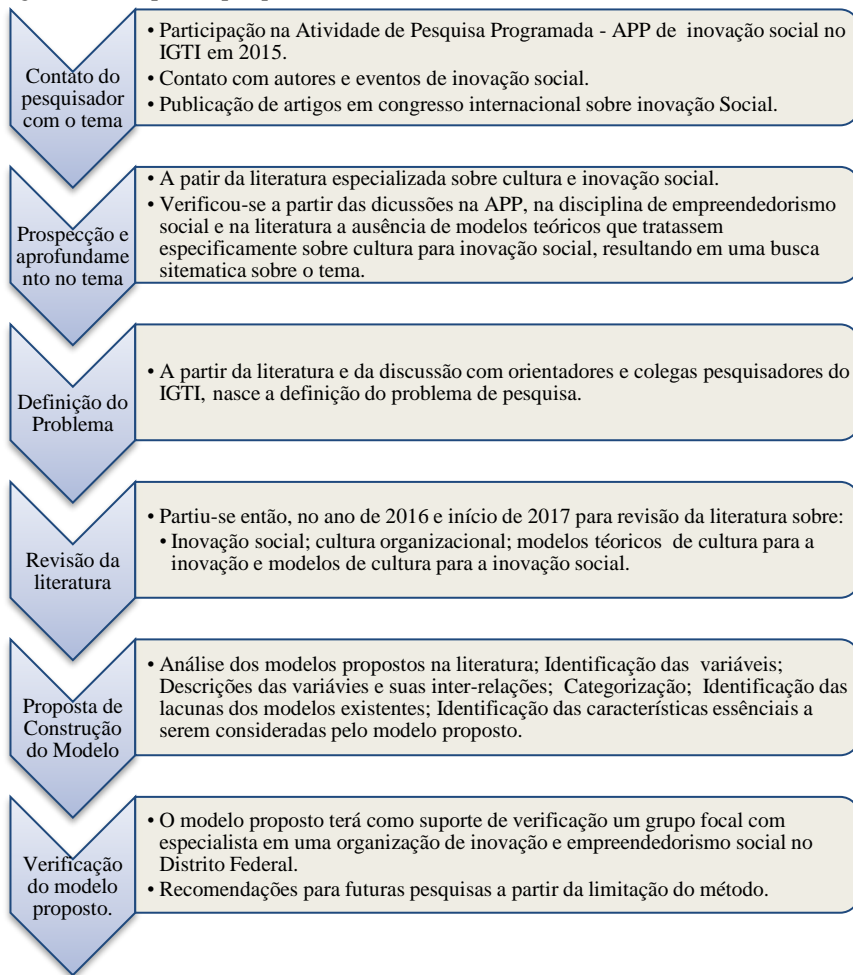 Contato do
pesquisador
com o tema
• Participação na Atividade de Pesquisa Programada - APP de inovação social no
IGTI em 2015.
• Contato com autores e eventos de inovação social.
• Publicação de artigos em congresso internacional sobre inovação Social.
Prospecção e
aprofundame
nto no tema
• A patir da literatura especializada sobre cultura e inovação social.
• Verificou-se a partir das dicussões na APP, na disciplina de empreendedorismo
social e na literatura a ausência de modelos teóricos que tratassem
especificamente sobre cultura para inovação social, resultando em uma busca
sitematica sobre o tema.
Definição do
Problema
• A partir da literatura e da discussão com orientadores e colegas pesquisadores do
IGTI, nasce a definição do problema de pesquisa.
Revisão da
literatura
• Partiu-se então, no ano de 2016 e início de 2017 para revisão da literatura sobre:
• Inovação social; cultura organizacional; modelos téoricos de cultura para a
inovação e modelos de cultura para a inovação social.
Proposta de
Construção
do Modelo
• Análise dos modelos propostos na literatura; Identificação das variáveis;
Descrições das variávies e suas inter-relações; Categorização; Identificação das
lacunas dos modelos existentes; Identificação das características essênciais a
serem consideradas pelo modelo proposto.
Verificação
do modelo
proposto.
• O modelo proposto terá como suporte de verificação um grupo focal com
especialista em uma organização de inovação e empreendedorismo social no
Distrito Federal.
• Recomendações para futuras pesquisas a partir da limitação do método.